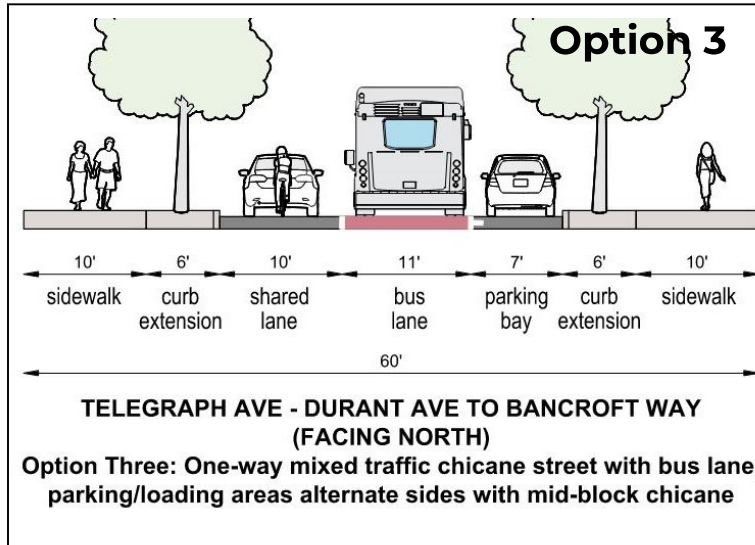 Option 3
10' 6' 10' 11' 7' 6' 10'
sidewalk curb extension shared lane bus lane parking bay curb extension sidewalk
60'
TELEGRAPH AVE - DURANT AVE TO BANCROFT WAY
(FACING NORTH)
Option Three: One-way mixed traffic chicane street with bus lane
parking/loading areas alternate sides with mid-block chicane